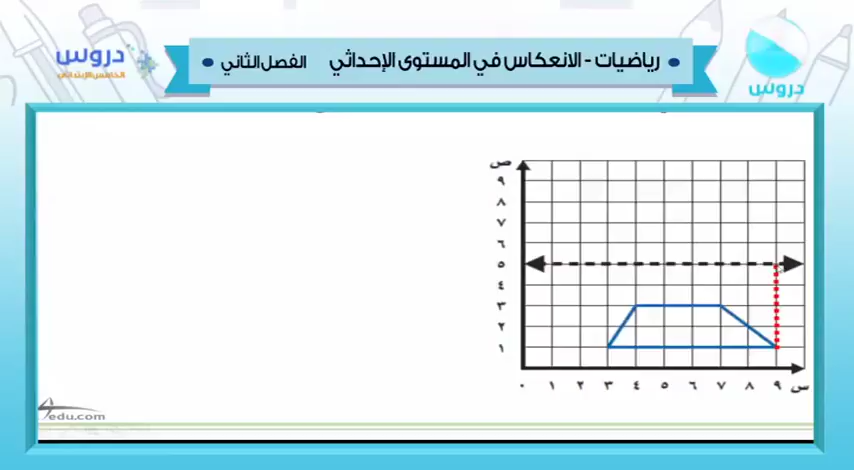 رياضيات - الانعكاس في المستوى الإحداثي • الفصل الثاني •
دروس
الخامس الابتدائي
دروس
ص
٩
٨
٧
٦
٥
٤
٣
٢
١
٠ ١ ٢ ٣ ٤ ٥ ٦ ٧ ٨ ٩ س
4edu.com